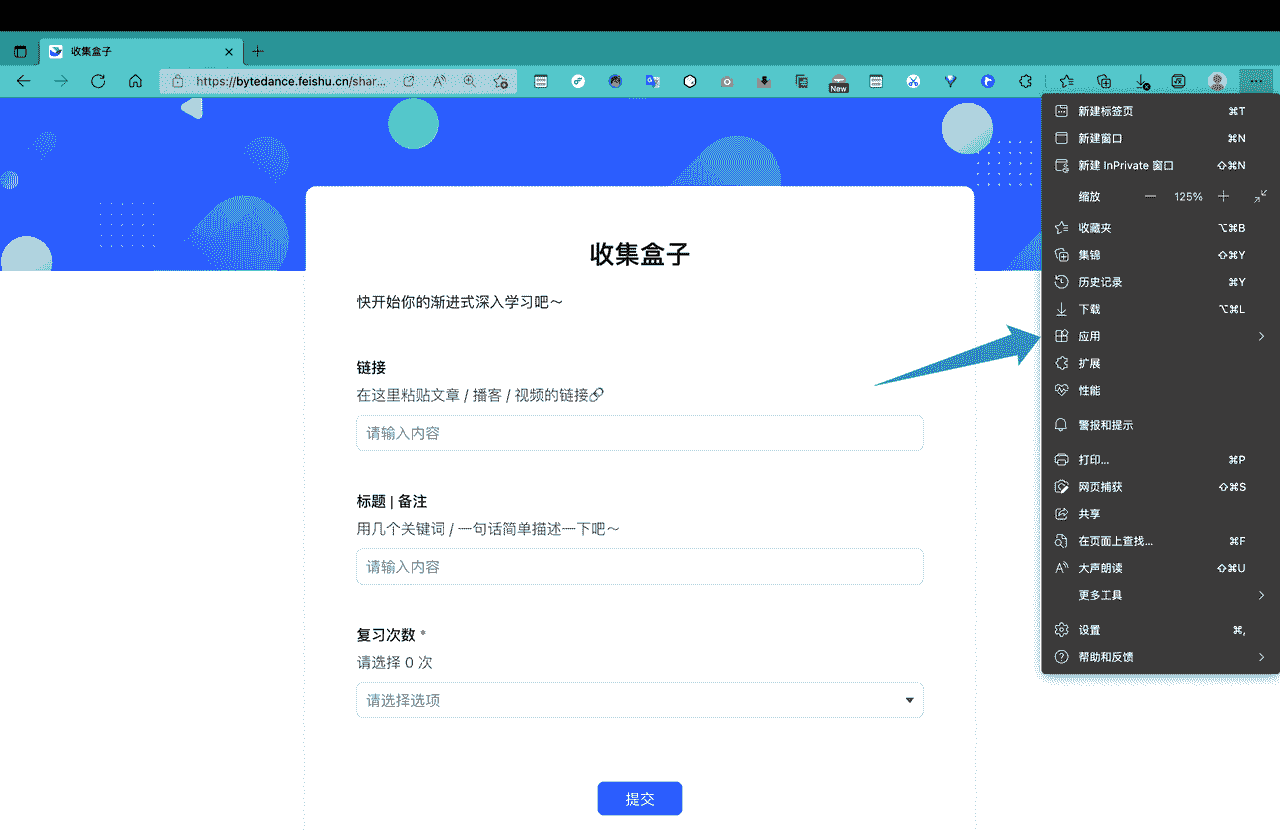 收集盒子
https://bytedance.feishu.cn/shar...
New
新建标签页 ⌘T
新建窗口 ⌘N
新建 InPrivate 窗口 ⇧⌘N
缩放 — 125% +
收藏夹 ⌥⌘B
集锦 ⇧⌘Y
历史记录 ⌘Y
下载 ⌥⌘L
应用
扩展
性能
警报和提示
打印... ⌘P
网页捕获 ⇧⌘S
共享
在页面上查找... ⌘F
大声朗读 ⇧⌘U
更多工具
设置 ⌘,
帮助和反馈
收集盒子
快开始你的渐进式深入学习吧～
链接
在这里粘贴文章 / 播客 / 视频的链接🔗
请输入内容
标题 | 备注
用几个关键词 / 一句话简单描述一下吧～
请输入内容
复习次数 *
请选择 0 次
请选择选项
提交